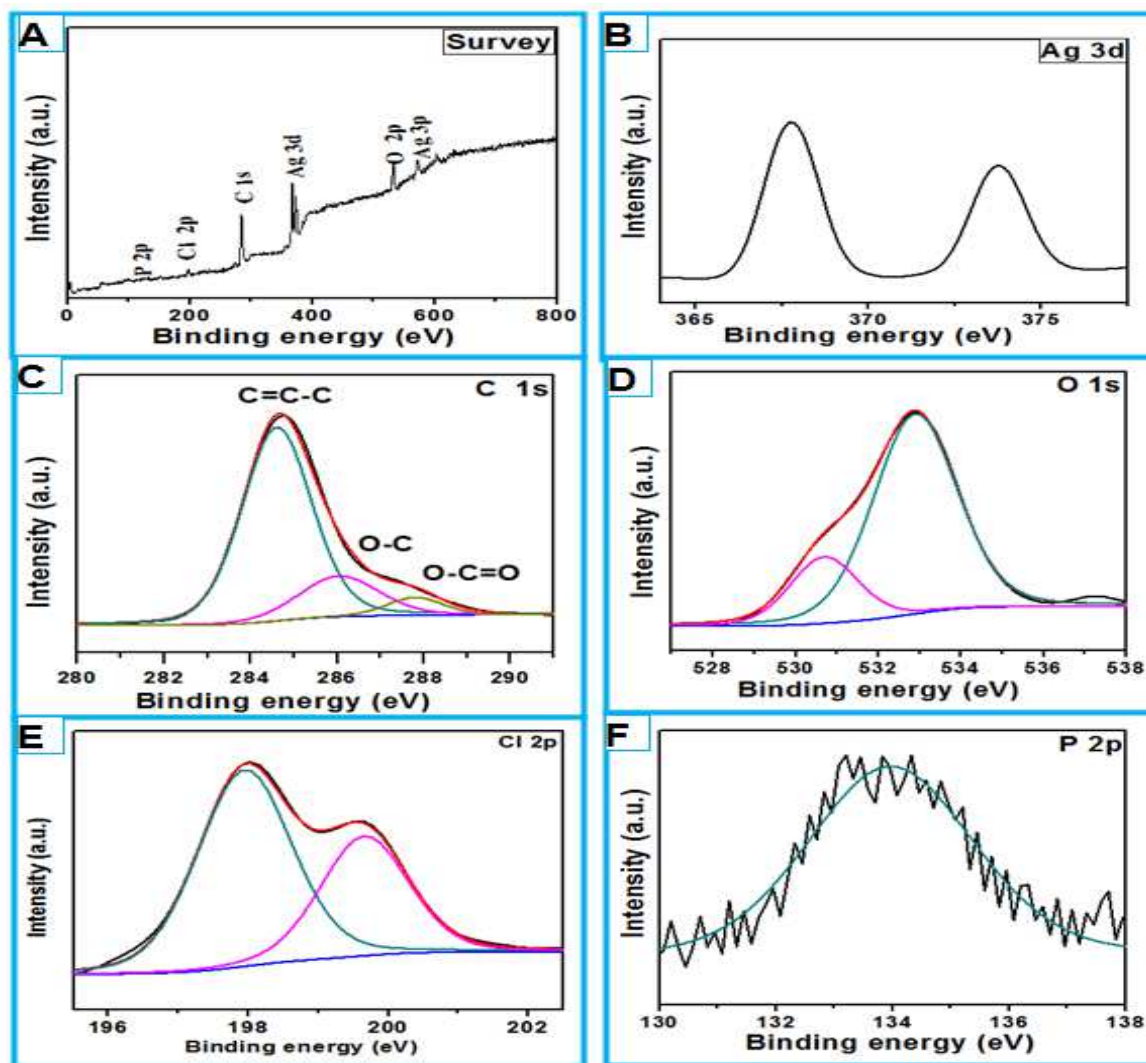 A
Survey
Intensity (a.u.)
P 2p
Cl 2p
C 1s
Ag 3d
O 2p
Ag 3p
0 200 400 600 800
Binding energy (eV)
B
Ag 3d
Intensity (a.u.)
365 370 375
Binding energy (eV)
C
C 1s
C=C-C
O-C
O-C=O
Intensity (a.u.)
280 282 284 286 288 290
Binding energy (eV)
D
O 1s
Intensity (a.u.)
528 530 532 534 536 538
Binding energy (eV)
E
Cl 2p
Intensity (a.u.)
196 198 200 202
Binding energy (eV)
F
P 2p
Intensity (a.u.)
130 132 134 136 138
Binding energy (eV)